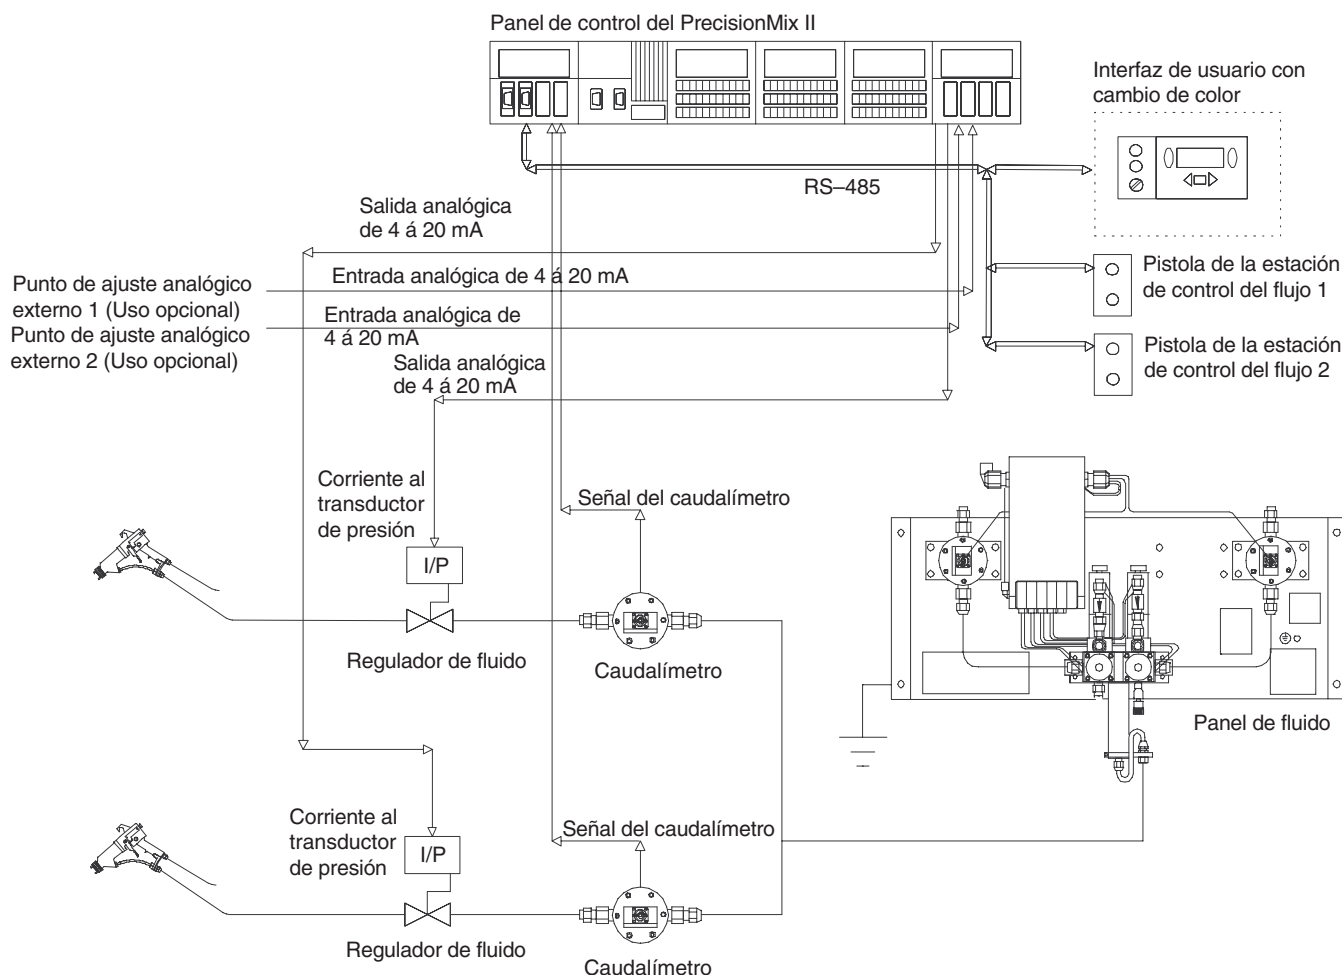 Panel de control del PrecisionMix II
Interfaz de usuario con
cambio de color
RS–485
Salida analógica
de 4 á 20 mA
Punto de ajuste analógico
externo 1 (Uso opcional)
Entrada analógica de 4 á 20 mA
Pistola de la estación
de control del flujo 1
Punto de ajuste analógico
externo 2 (Uso opcional)
Entrada analógica de
4 á 20 mA
Pistola de la estación
de control del flujo 2
Salida analógica
de 4 á 20 mA
Corriente al
transductor
de presión
Señal del caudalímetro
I/P
Regulador de fluido
Caudalímetro
Panel de fluido
Corriente al
transductor
de presión
Señal del caudalímetro
I/P
Regulador de fluido
Caudalímetro